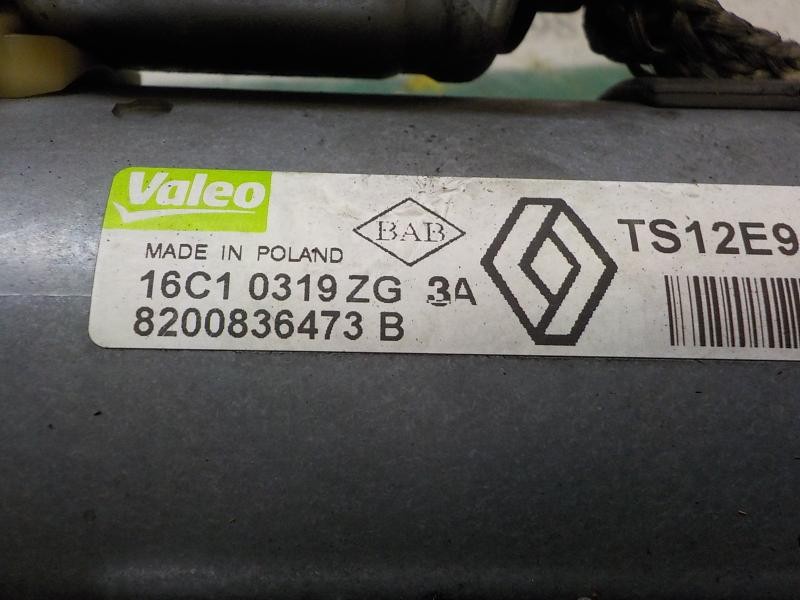 Valeo
BAB
TS12E9
MADE IN POLAND
16C1 0319 ZG 3A
8200836473 B